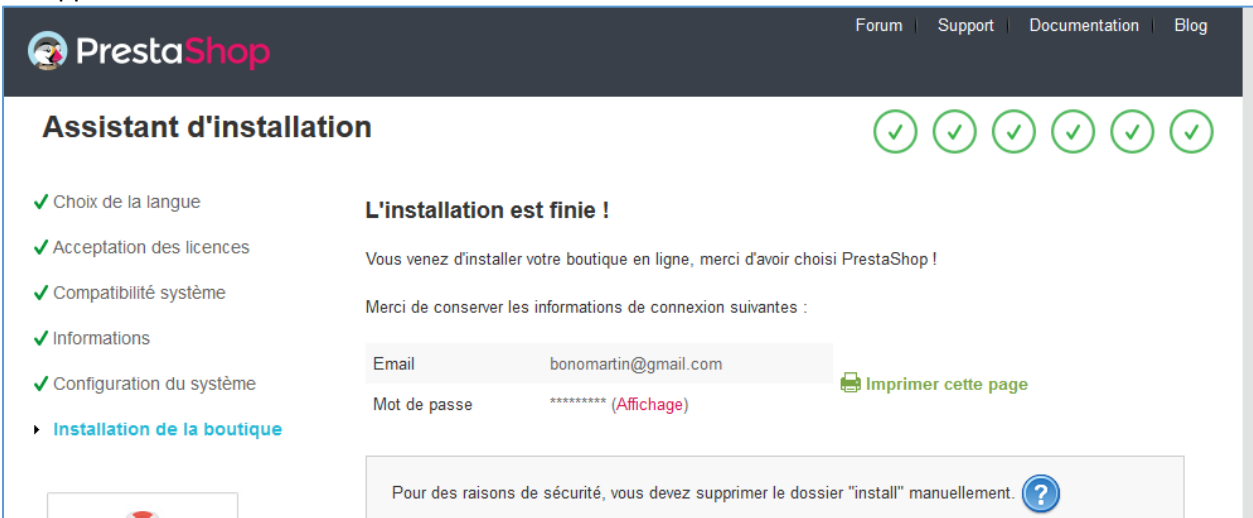 Forum | Support | Documentation | Blog
PrestaShop
Assistant d'installation
Choix de la langue
Acceptation des licences
Compatibilité système
Informations
Configuration du système
Installation de la boutique
L'installation est finie !
Vous venez d'installer votre boutique en ligne, merci d'avoir choisi PrestaShop !
Merci de conserver les informations de connexion suivantes :
Email bonomartin@gmail.com
Mot de passe ********* (Affichage)
Imprimer cette page
Pour des raisons de sécurité, vous devez supprimer le dossier "install" manuellement. ?